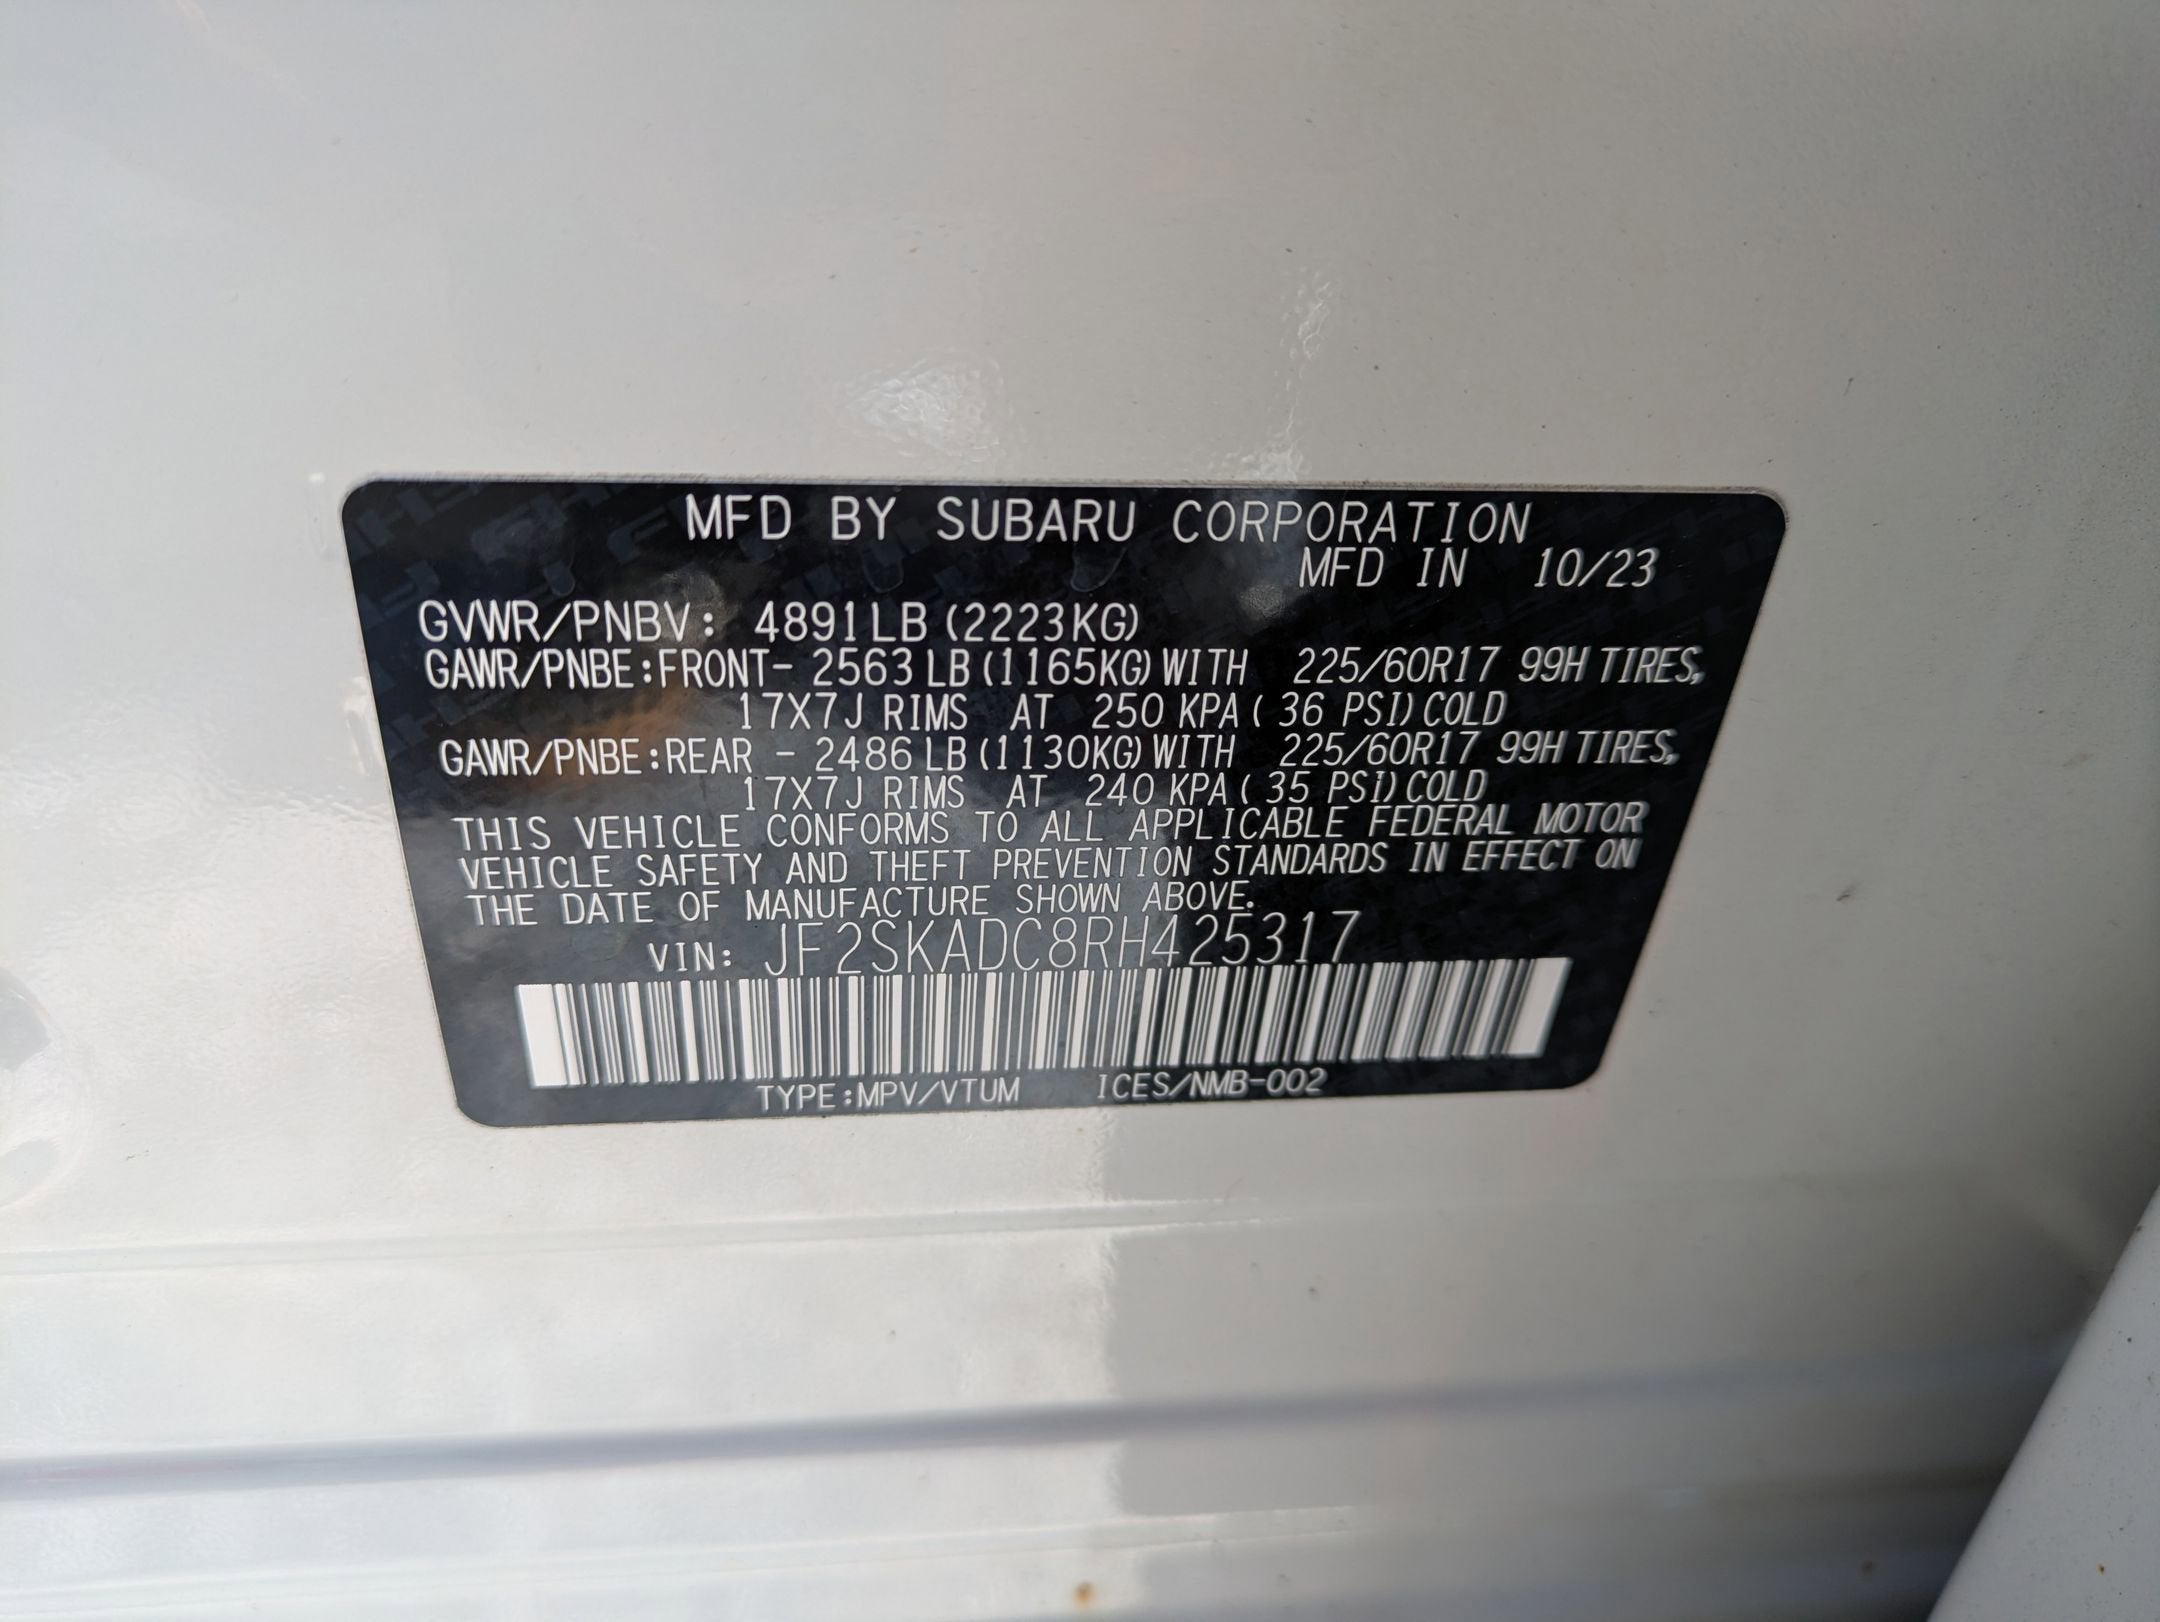 MFD BY SUBARU CORPORATION
MFD IN 10/23
GVWR/PNBV: 4891LB (2223KG)
GAWR/PNBE:FRONT- 2563 LB (1165KG) WITH 225/60R17 99H TIRES,
17X7J RIMS AT 250 KPA ( 36 PSI) COLD
GAWR/PNBE:REAR - 2486 LB (1130KG) WITH 225/60R17 99H TIRES,
17X7J RIMS AT 240 KPA ( 35 PSI) COLD
THIS VEHICLE CONFORMS TO ALL APPLICABLE FEDERAL MOTOR
VEHICLE SAFETY AND THEFT PREVENTION STANDARDS IN EFFECT ON
THE DATE OF MANUFACTURE SHOWN ABOVE.
VIN: JF2SKADC8RH425317
TYPE:MPV/VTUM ICES/NMB-002